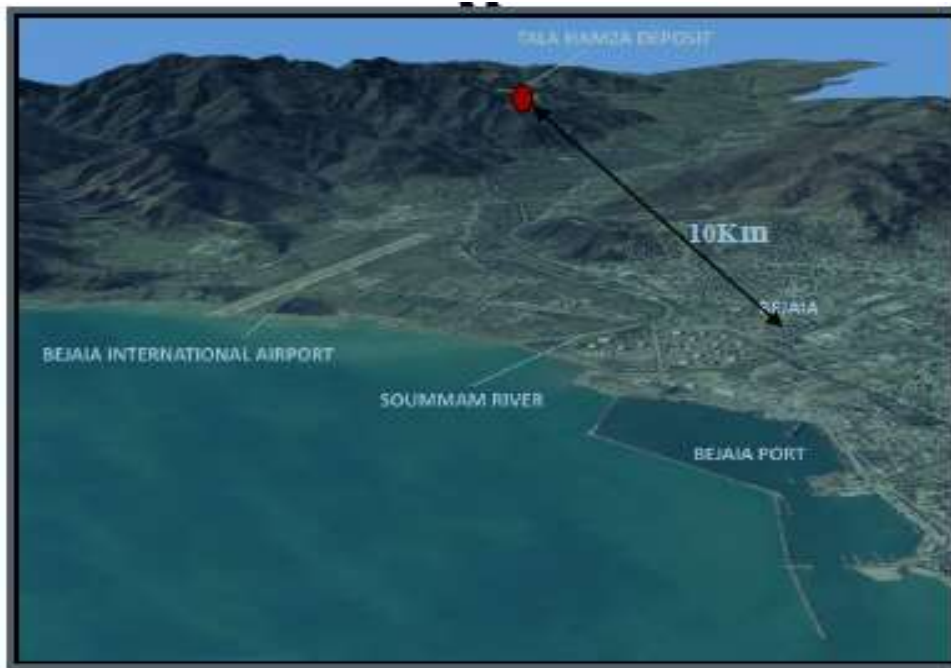 TALA HAMZA DEPOSIT
10Km
BEJAIA
BEJAIA INTERNATIONAL AIRPORT
SOUMMAM RIVER
BEJAIA PORT